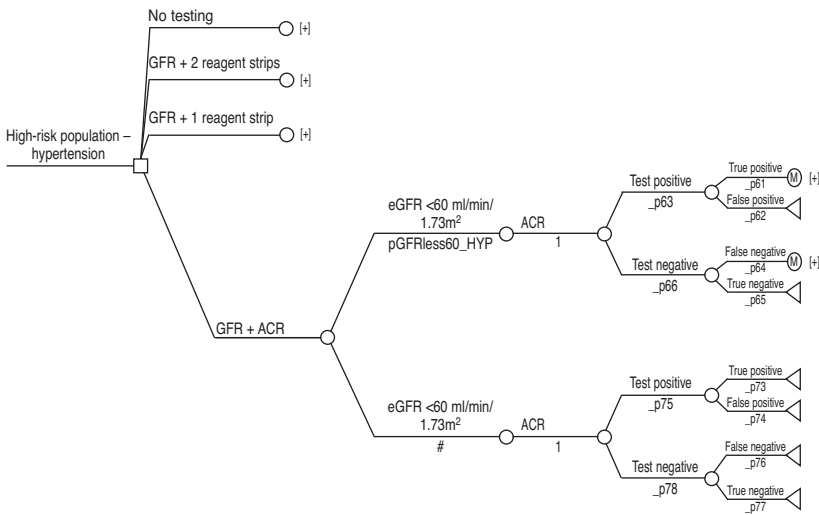 No testing
[+]
GFR + 2 reagent strips
[+]
GFR + 1 reagent strip
[+]
High-risk population –
hypertension
GFR + ACR
eGFR <60 ml/min/
1.73m²
pGFRless60_HYP
ACR
1
Test positive
_p63
True positive
_p61
M
[+]
False positive
_p62
Test negative
_p66
False negative
_p64
M
[+]
True negative
_p65
eGFR <60 ml/min/
1.73m²
#
ACR
1
Test positive
_p75
True positive
_p73
False positive
_p74
Test negative
_p78
False negative
_p76
True negative
_p77